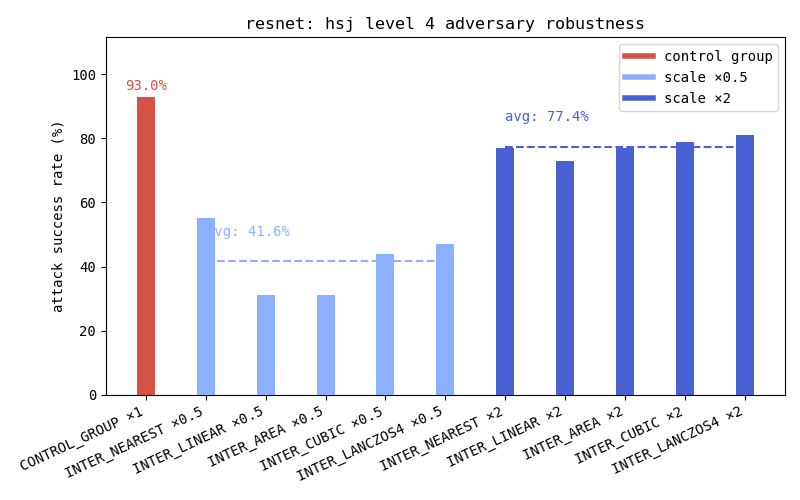 resnet: hsj level 4 adversary robustness
control group
scale ×0.5
scale ×2
93.0%
avg: 77.4%
vg: 41.6%
attack success rate (%)
100
80
60
40
20
0
CONTROL_GROUP ×1
INTER_NEAREST ×0.5
INTER_LINEAR ×0.5
INTER_AREA ×0.5
INTER_CUBIC ×0.5
INTER_LANCZOS4 ×0.5
INTER_NEAREST ×2
INTER_LINEAR ×2
INTER_AREA ×2
INTER_CUBIC ×2
INTER_LANCZOS4 ×2